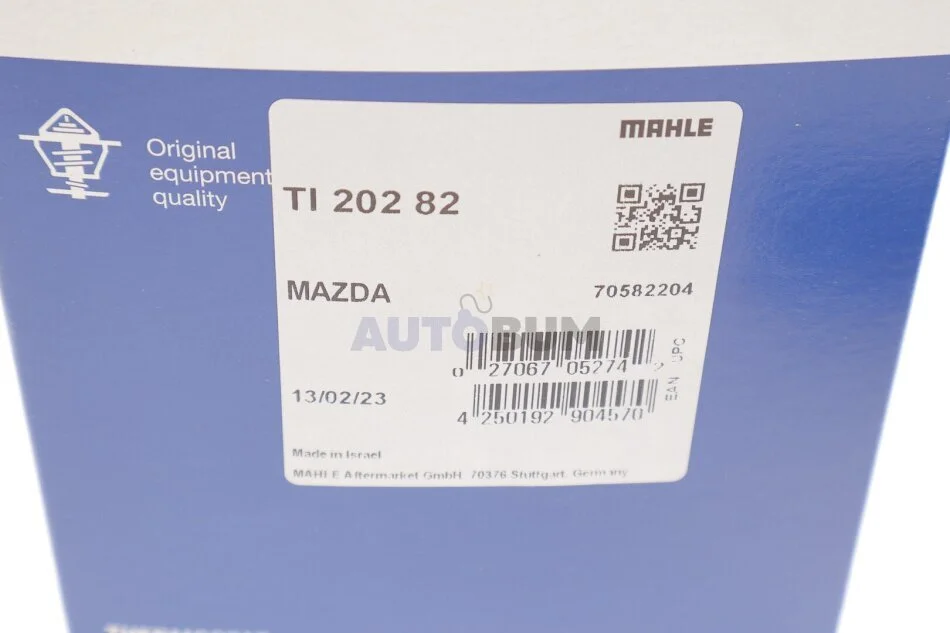 Original
equipment
quality
MAHLE
TI 202 82
MAZDA
70582204
AUTOBUM
0 27067 05274 2
UPC
13/02/23
4 250192 904570
EAN
Made in Israel
MAHLE Aftermarket GmbH, 70376 Stuttgart, Germany